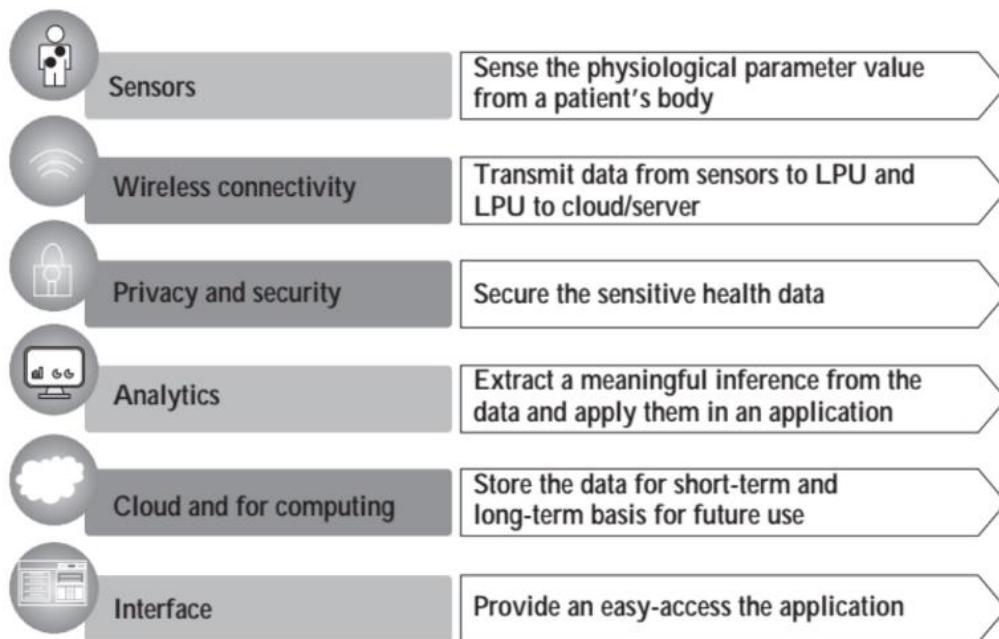 Sensors
Sense the physiological parameter value
from a patient's body
Wireless connectivity
Transmit data from sensors to LPU and
LPU to cloud/server
Privacy and security
Secure the sensitive health data
Analytics
Extract a meaningful inference from the
data and apply them in an application
Cloud and for computing
Store the data for short-term and
long-term basis for future use
Interface
Provide an easy-access the application